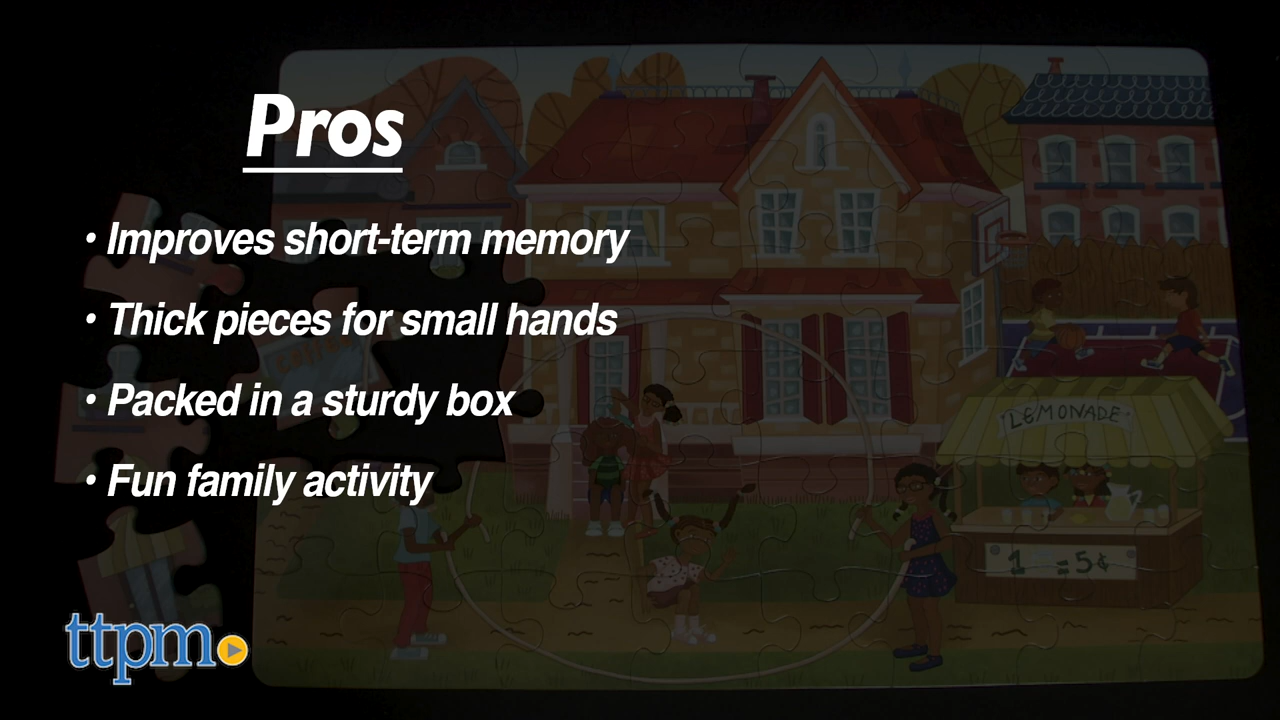 Pros
• Improves short-term memory
• Thick pieces for small hands
• Packed in a sturdy box
• Fun family activity
LEMONADE
1 = 5¢
ttpm